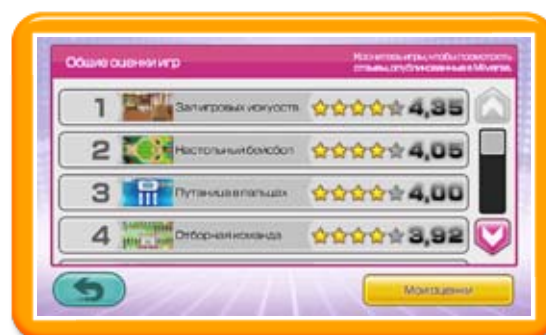 Общие оценки игр
Коснитесь игры, чтобы посмотреть
отзывы, опубликованные в Miiverse.
1 Зал игровых искусств 4,35
2 Настольный бейсбол 4,05
3 Путаница в пальцах 4,00
4 Отборная команда 3,92
Мои оценки